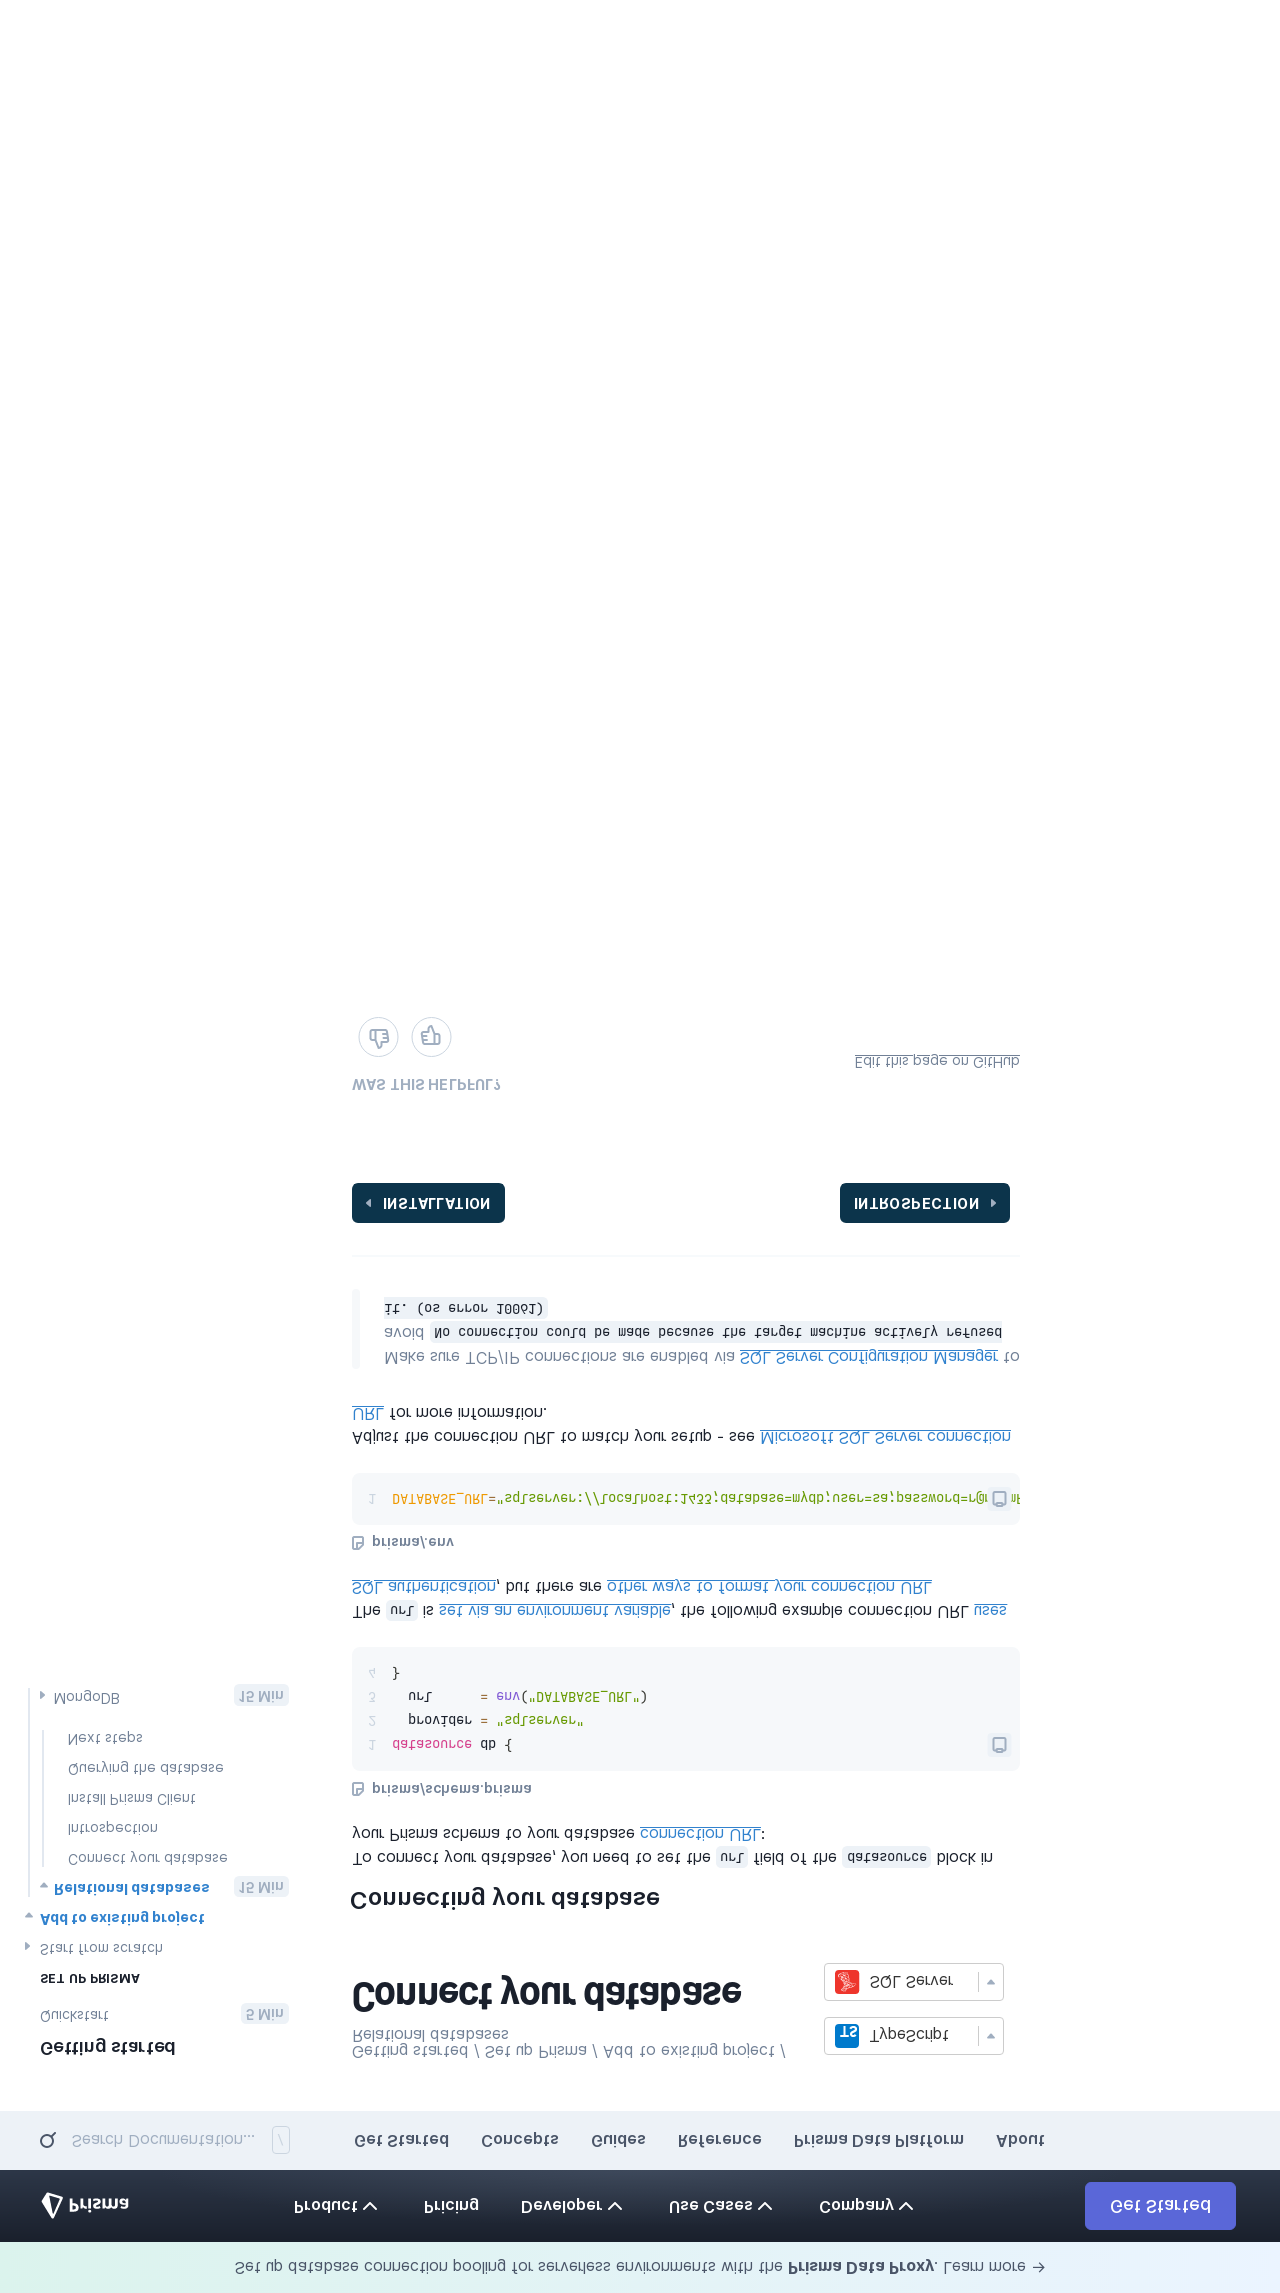 Set up database connection pooling for serverless environments with the Prisma Data Proxy. Learn more →
Prisma
Product
Pricing
Developer
Use Cases
Company
Get Started
Search Documentation...
/
Get Started
Concepts
Guides
Reference
Prisma Data Platform
About
Getting started
Quickstart
5 Min
SET UP PRISMA
Start from scratch
Add to existing project
Relational databases
15 Min
Connect your database
Introspection
Install Prisma Client
Querying the database
Next steps
MongoDB
15 Min
Getting started / Set up Prisma / Add to existing project /
Relational databases
Connect your database
TS
TypeScript
SQL Server
Connecting your database
To connect your database, you need to set the url field of the datasource block in
your Prisma schema to your database connection URL:
prisma/schema.prisma
1 datasource db {
2   provider = "sqlserver"
3   url      = env("DATABASE_URL")
4 }
The url is set via an environment variable, the following example connection URL uses
SQL authentication, but there are other ways to format your connection URL
prisma/.env
1 DATABASE_URL="sqlserver://localhost:1433;database=mydb;user=sa;
Adjust the connection URL to match your setup - see Microsoft SQL Server connection
URL for more information.
Make sure TCP/IP connections are enabled via SQL Server Configuration Manager to
avoid No connection could be made because the target machine actively refused
it. (os error 10061)
INSTALLATION
INTROSPECTION
WAS THIS HELPFUL?
Edit this page on GitHub